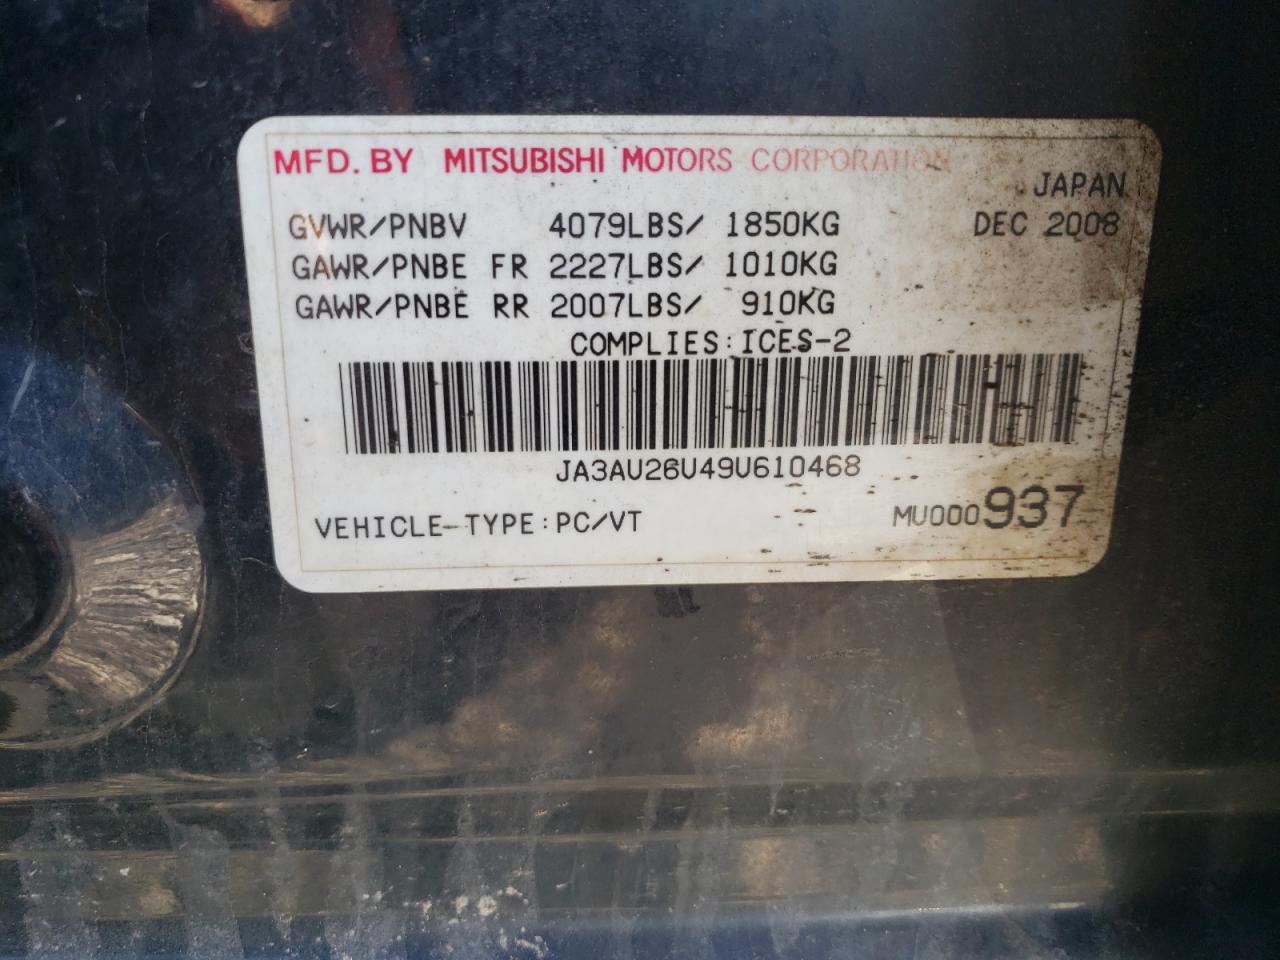 MFD. BY MITSUBISHI MOTORS CORPORATION
JAPAN
GVWR/PNBV 4079LBS/ 1850KG DEC 2008
GAWR/PNBE FR 2227LBS/ 1010KG
GAWR/PNBE RR 2007LBS/ 910KG
COMPLIES:ICES-2
JA3AU26U49U610468
VEHICLE-TYPE:PC/VT MU000937